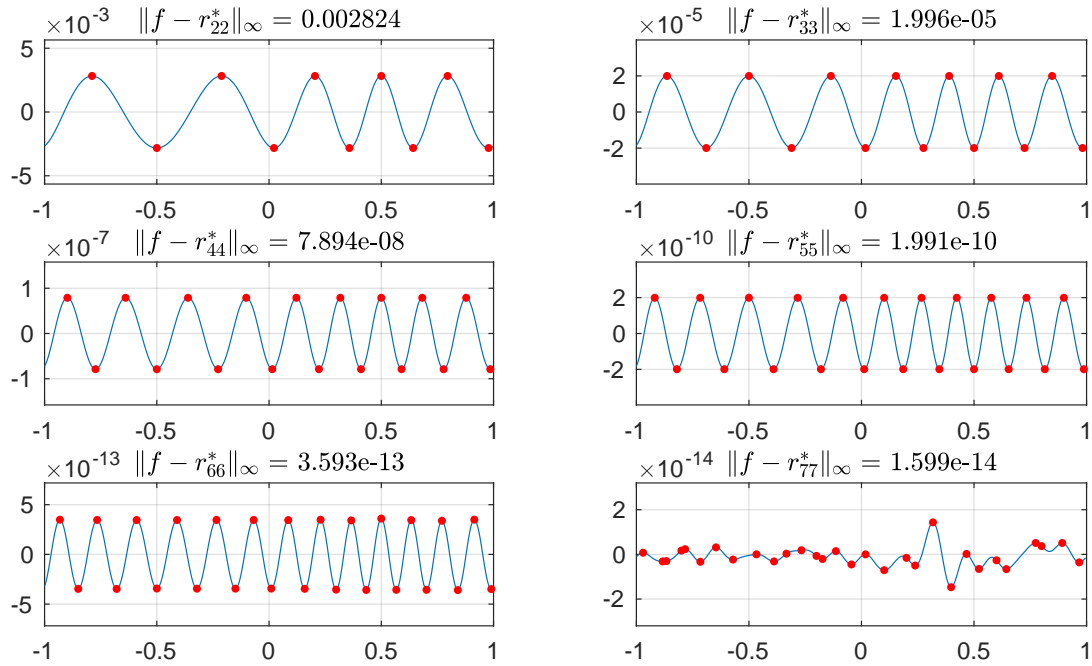 ×10⁻³ ‖f − r*₂₂‖∞ = 0.002824
5
0
-5
-1 -0.5 0 0.5 1
×10⁻⁵ ‖f − r*₃₃‖∞ = 1.996e-05
2
0
-2
-1 -0.5 0 0.5 1
×10⁻⁷ ‖f − r*₄₄‖∞ = 7.894e-08
1
0
-1
-1 -0.5 0 0.5 1
×10⁻¹⁰ ‖f − r*₅₅‖∞ = 1.991e-10
2
0
-2
-1 -0.5 0 0.5 1
×10⁻¹³ ‖f − r*₆₆‖∞ = 3.593e-13
5
0
-5
-1 -0.5 0 0.5 1
×10⁻¹⁴ ‖f − r*₇₇‖∞ = 1.599e-14
2
0
-2
-1 -0.5 0 0.5 1